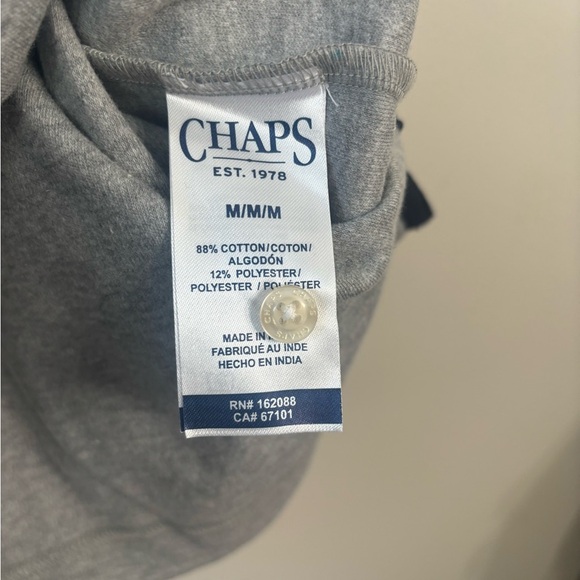 CHAPS
EST. 1978
M/M/M
88% COTTON/COTON/
ALGODÓN
12% POLYESTER/
POLYESTER / POLIÉSTER
MADE IN
FABRIQUÉ AU INDE
HECHO EN INDIA
RN# 162088
CA# 67101